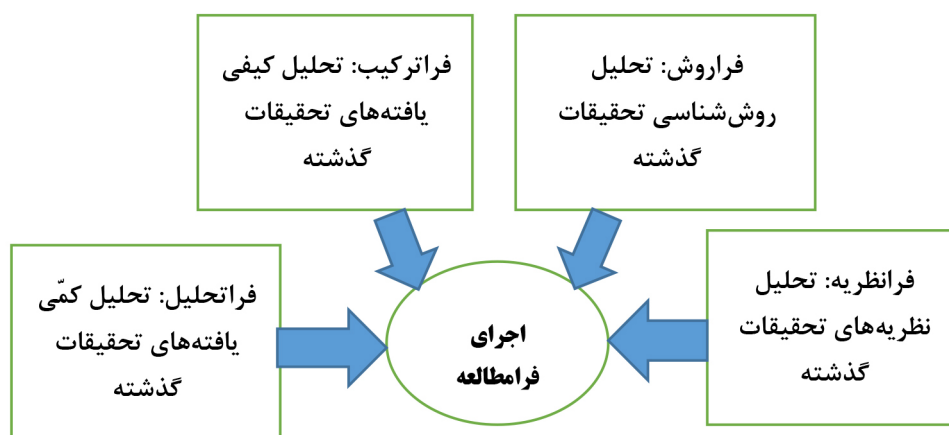 فراروش: تحلیل
روش‌شناسی تحقیقات
گذشته
فراترکیب: تحلیل کیفی
یافته‌های تحقیقات
گذشته
فرانظریه: تحلیل
نظریه‌های تحقیقات
گذشته
اجرای
فرامطالعه
فراتحلیل: تحلیل کمّی
یافته‌های تحقیقات
گذشته